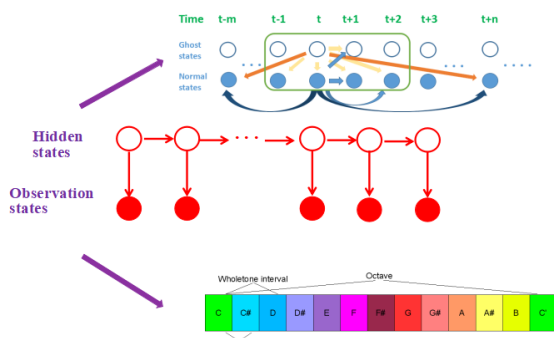 Time t-m t-1 t t+1 t+2 t+3 t+n
Ghost states
Normal states
Hidden states
Observation states
Wholetone interval Octave
C C# D D# E F F# G G# A A# B C'